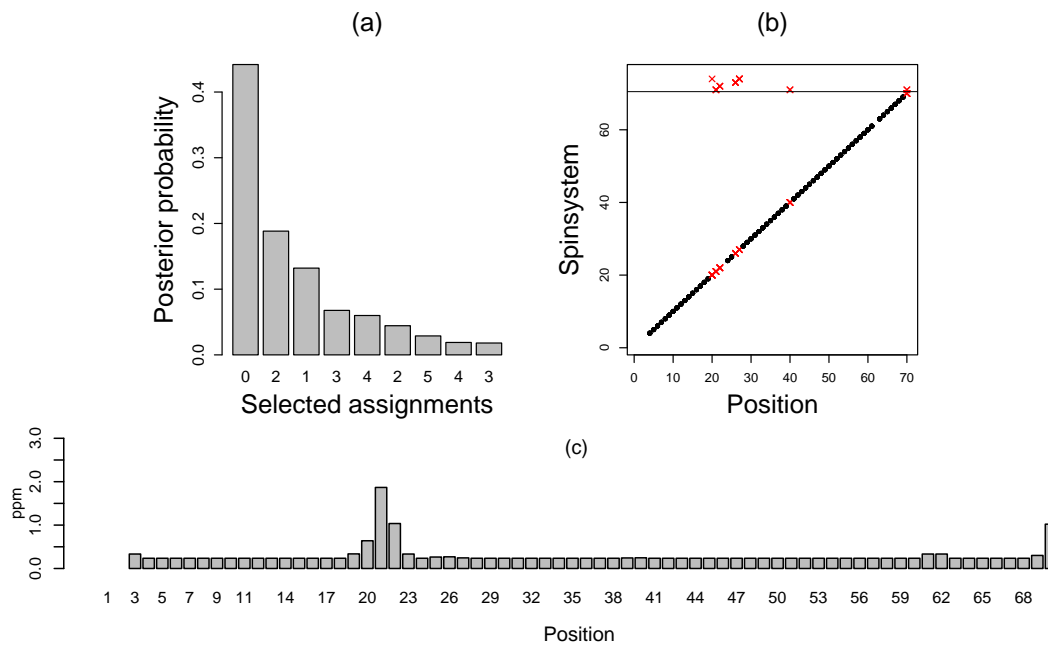 (a)
Posterior probability
0.0 0.1 0.2 0.3 0.4
0 2 1 3 4 2 5 4 3
Selected assignments
(b)
Spinsystem
0 20 40 60
0 10 20 30 40 50 60 70
Position
(c)
ppm
0.0 1.0 2.0 3.0
1 3 5 7 9 11 14 17 20 23 26 29 32 35 38 41 44 47 50 53 56 59 62 65 68
Position